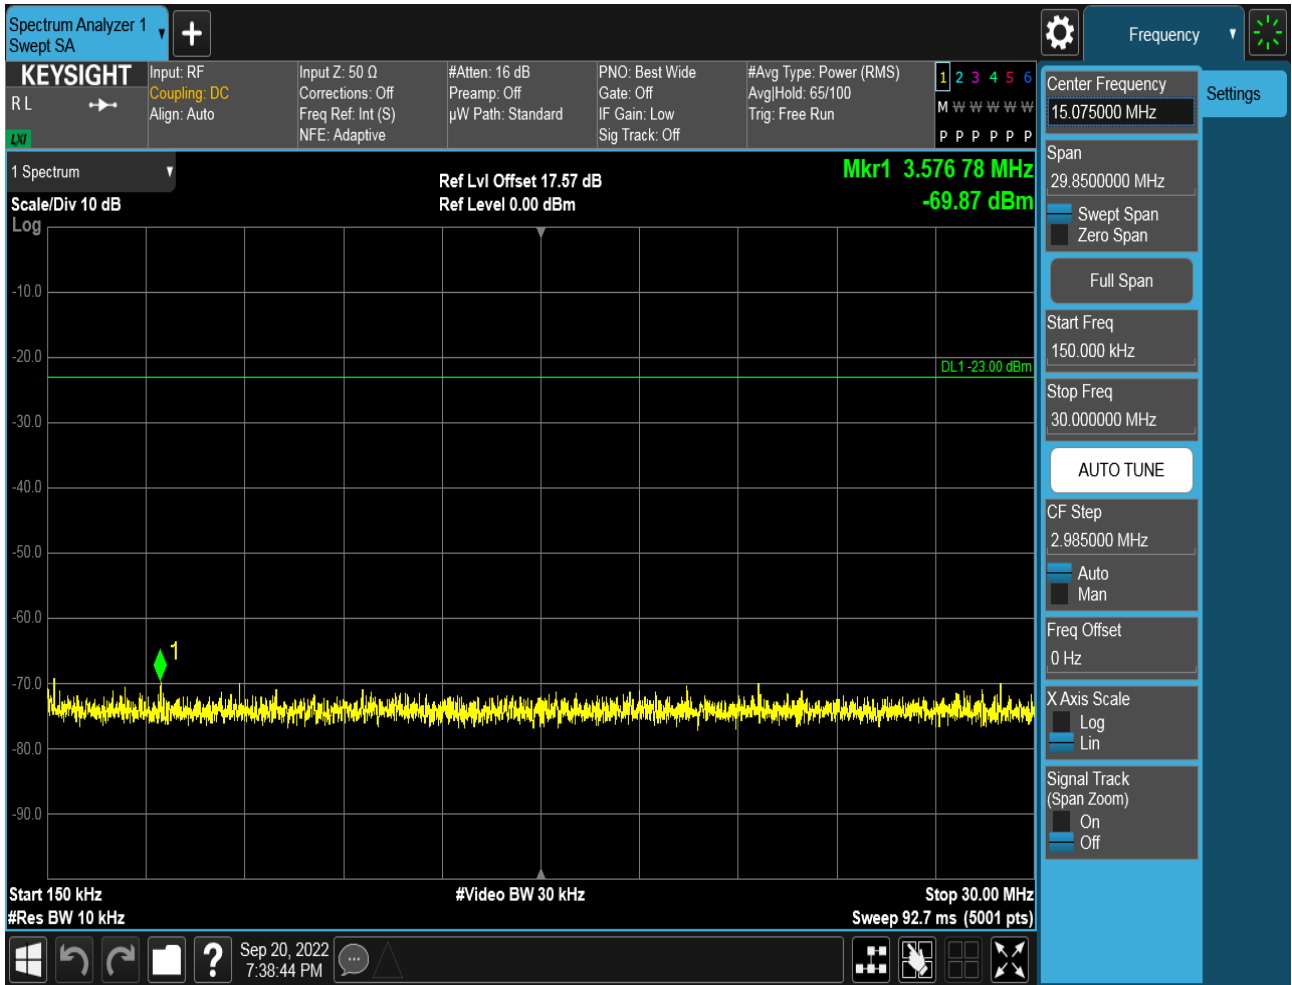 Spectrum Analyzer 1
Swept SA
Frequency
KEYSIGHT
R L
LXI
Input: RF
Coupling: DC
Align: Auto
Input Z: 50 Ω
Corrections: Off
Freq Ref: Int (S)
NFE: Adaptive
#Atten: 16 dB
Preamp: Off
µW Path: Standard
PNO: Best Wide
Gate: Off
IF Gain: Low
Sig Track: Off
#Avg Type: Power (RMS)
Avg|Hold: 65/100
Trig: Free Run
1 2 3 4 5 6
M W W W W W
P P P P P P
1 Spectrum
Scale/Div 10 dB
Log
Ref Lvl Offset 17.57 dB
Ref Level 0.00 dBm
Mkr1 3.576 78 MHz
-69.87 dBm
-10.0
-20.0
DL1 -23.00 dBm
-30.0
-40.0
-50.0
-60.0
1
-70.0
-80.0
-90.0
Start 150 kHz
#Res BW 10 kHz
#Video BW 30 kHz
Stop 30.00 MHz
Sweep 92.7 ms (5001 pts)
Center Frequency
15.075000 MHz
Settings
Span
29.8500000 MHz
Swept Span
Zero Span
Full Span
Start Freq
150.000 kHz
Stop Freq
30.000000 MHz
AUTO TUNE
CF Step
2.985000 MHz
Auto
Man
Freq Offset
0 Hz
X Axis Scale
Log
Lin
Signal Track
(Span Zoom)
On
Off
?
Sep 20, 2022
7:38:44 PM